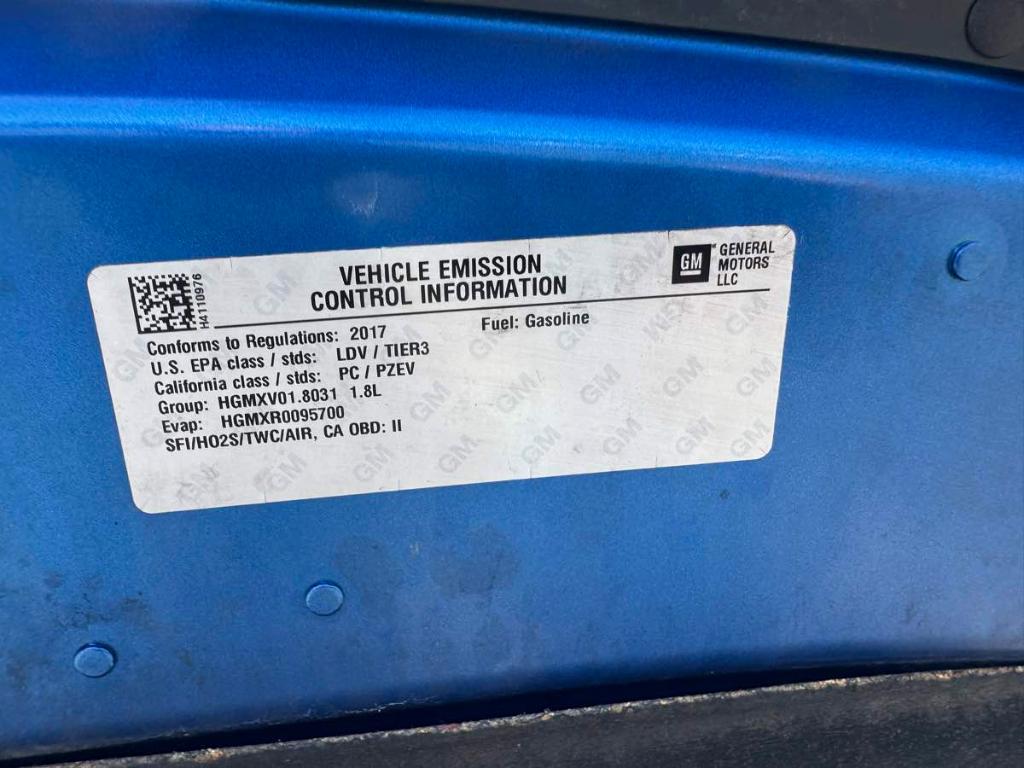 H4110976
VEHICLE EMISSION
CONTROL INFORMATION
GM
GENERAL
MOTORS
LLC
Conforms to Regulations: 2017
Fuel: Gasoline
U.S. EPA class / stds: LDV / TIER3
California class / stds: PC / PZEV
Group: HGMXV01.8031 1.8L
Evap: HGMXR0095700
SFI/HO2S/TWC/AIR, CA OBD: II